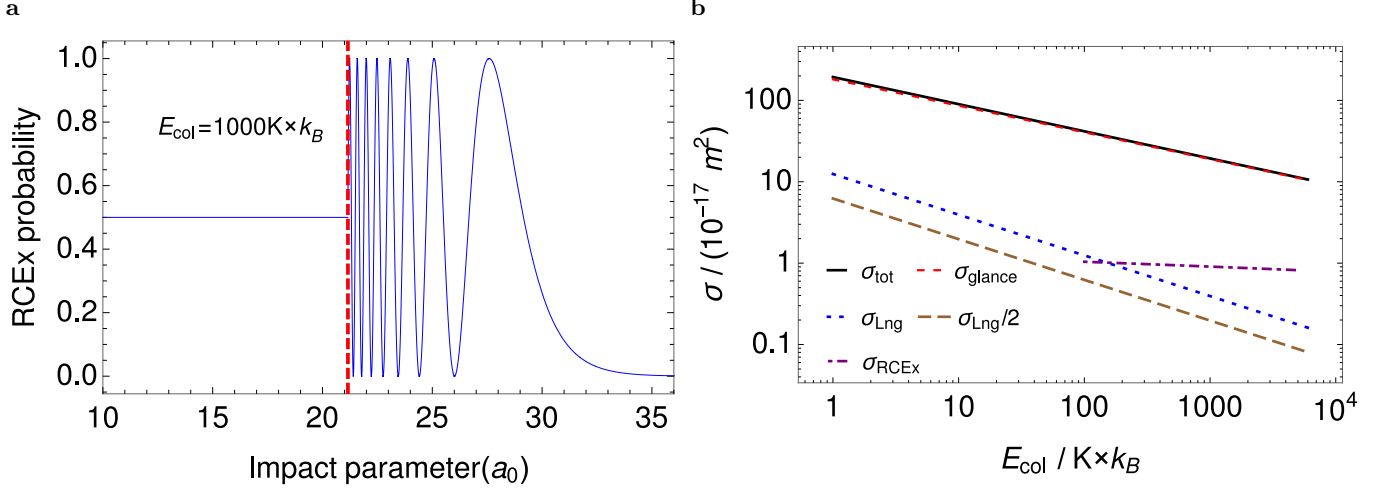 a
RCEx probability
1.0
0.8
0.6
0.4
0.2
0.0
E_col=1000K×k_B
10 15 20 25 30 35
Impact parameter(a_0)
b
σ / (10^-17 m^2)
100
10
1
0.1
σ_tot σ_glance
σ_Lng σ_Lng/2
σ_RCEx
1 10 100 1000 10^4
E_col / K×k_B